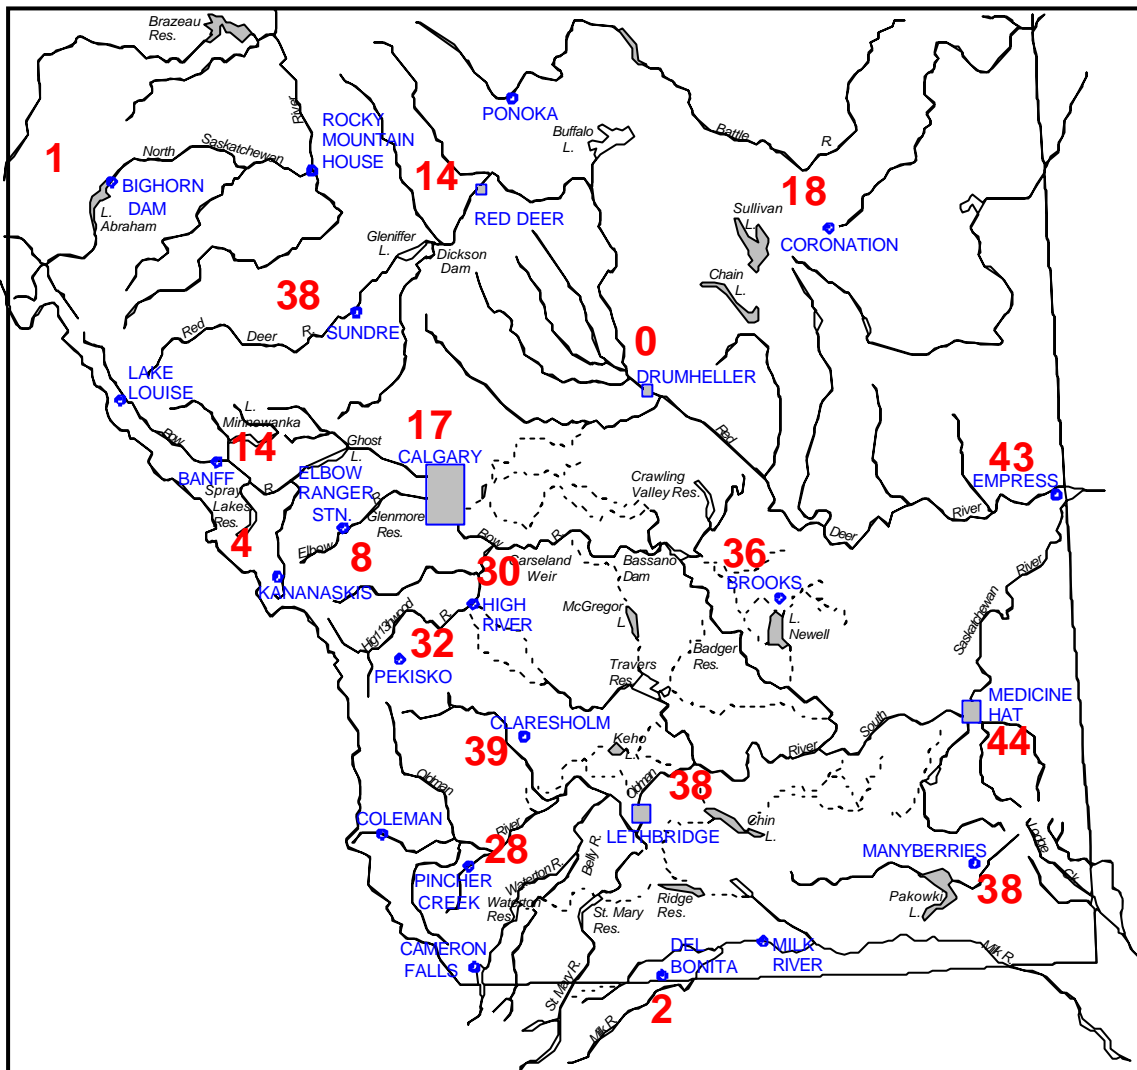 Brazeau
Res.
River
PONOKA
ROCKY
MOUNTAIN
HOUSE
Buffalo
L.
Battle
R.
1
North
Saskatchewan
BIGHORN
DAM
L.
Abraham
14
RED DEER
18
Sullivan
L.
CORONATION
Gleniffer
L.
Dickson
Dam
Chain
L.
38
SUNDRE
Red
Deer
R.
0
DRUMHELLER
LAKE
LOUISE
L.
Minnewanka
17
CALGARY
Red
Bow
14
BANFF
Ghost
L.
ELBOW
RANGER
STN.
R.
R.
Spray
Lakes
Res.
Glenmore
Res.
Crawling
Valley Res.
43
EMPRESS
River
Deer
4
KANANASKIS
Elbow
8
Bow
R.
Carseland
Weir
Bassano
Dam
36
BROOKS
River
30
HIGH
RIVER
McGregor
L
L.
Newell
R.
32
PEKISKO
Badger
Res.
Saskatchewan
Travers
Res
MEDICINE
HAT
44
CLARESHOLM
39
Keho
L.
River
South
Oldman
Oldman
38
LETHBRIDGE
Chin
L.
COLEMAN
River
28
PINCHER
CREEK
Waterton R.
Waterton
Res.
Belly R.
MANYBERRIES
38
Lodge
Ck.
Pakowki
L.
St. Mary
Res.
Ridge
Res.
CAMERON
FALLS
DEL
BONITA
MILK
RIVER
Milk R.
St. Mary R.
2
Milk R.